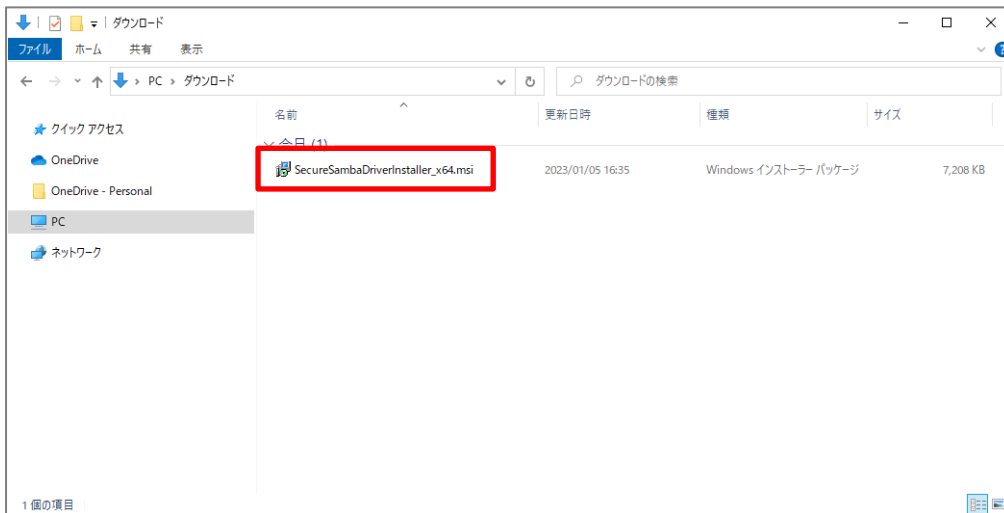 ダウンロード
ファイル ホーム 共有 表示
PC ダウンロード ダウンロードの検索
名前 更新日時 種類 サイズ
クイック アクセス
今日 (1)
OneDrive
SecureSambaDriverInstaller_x64.msi 2023/01/05 16:35 Windows インストーラー パッケージ 7,208 KB
OneDrive - Personal
PC
ネットワーク
1 個の項目